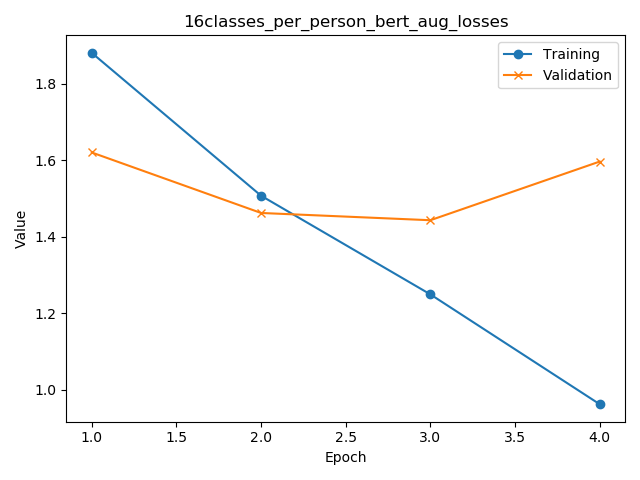 16classes_per_person_bert_aug_losses
Training
Validation
Value
1.8
1.6
1.4
1.2
1.0
1.0
1.5
2.0
2.5
3.0
3.5
4.0
Epoch